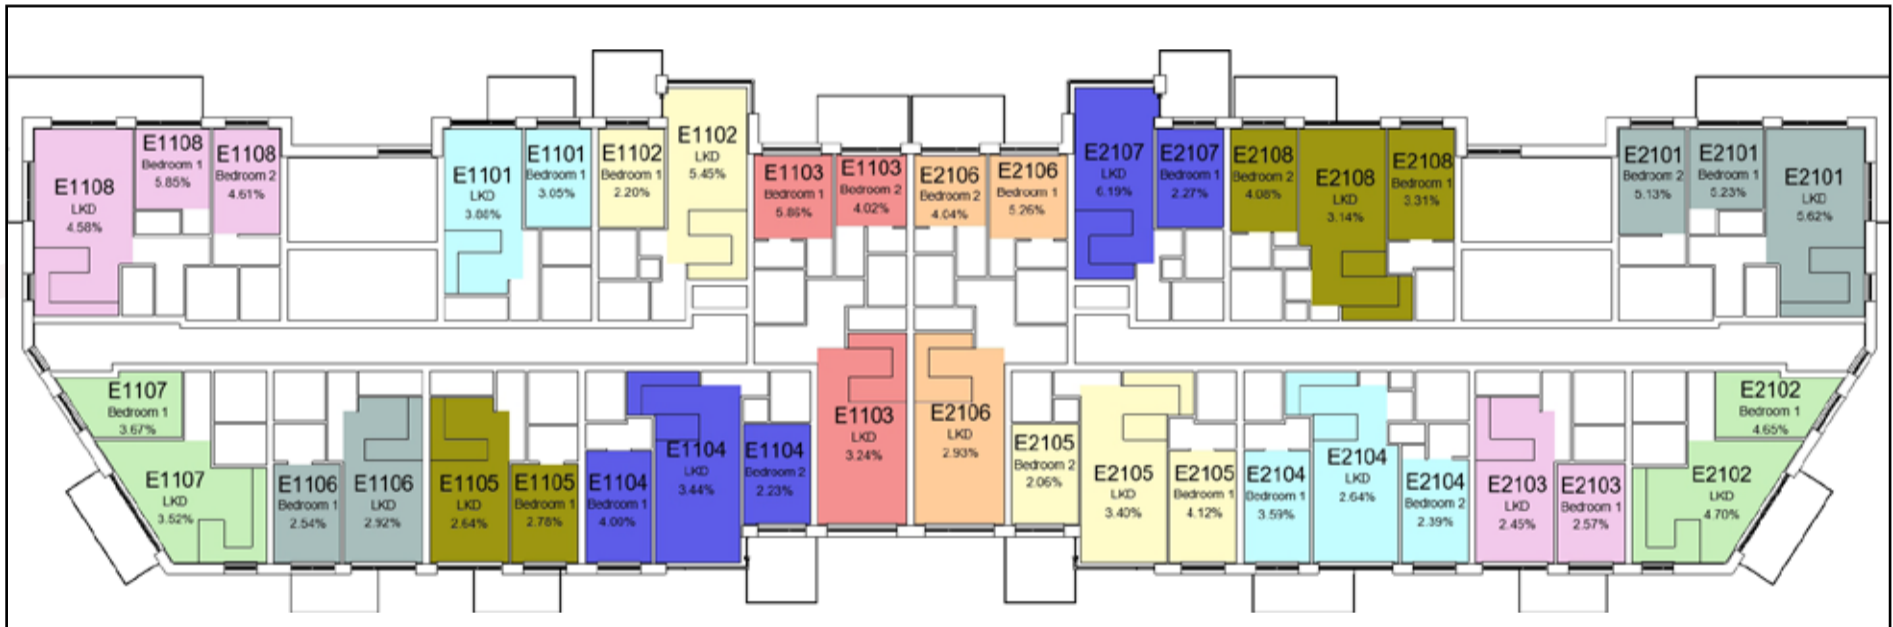 E1108
LKD
4.58%
E1108
Bedroom 1
5.85%
E1108
Bedroom 2
4.61%
E1101
LKD
E1101
Bedroom 1
3.05%
E1102
Bedroom 1
2.20%
E1102
LKD
5.45%
E1103
Bedroom 1
5.86%
E1103
Bedroom 2
4.02%
E2106
Bedroom 2
4.04%
E2106
Bedroom 1
5.26%
E2107
LKD
6.19%
E2107
Bedroom 1
2.27%
E2108
Bedroom 2
4.08%
E2108
LKD
3.14%
E2108
Bedroom 1
3.31%
E2101
Bedroom 2
5.13%
E2101
Bedroom 1
5.23%
E2101
LKD
5.62%
E1107
Bedroom 1
3.67%
E1107
LKD
3.52%
E1106
Bedroom 1
2.54%
E1106
LKD
2.92%
E1105
LKD
2.64%
E1105
Bedroom 1
2.78%
E1104
Bedroom 1
4.00%
E1104
LKD
3.44%
E1104
Bedroom 2
2.23%
E1103
LKD
3.24%
E2106
LKD
2.93%
E2105
Bedroom 2
2.06%
E2105
LKD
3.40%
E2105
Bedroom 1
4.12%
E2104
Bedroom 1
3.59%
E2104
LKD
2.64%
E2104
Bedroom 2
2.39%
E2103
LKD
2.45%
E2103
Bedroom 1
2.57%
E2102
LKD
4.70%
E2102
Bedroom 1
4.65%